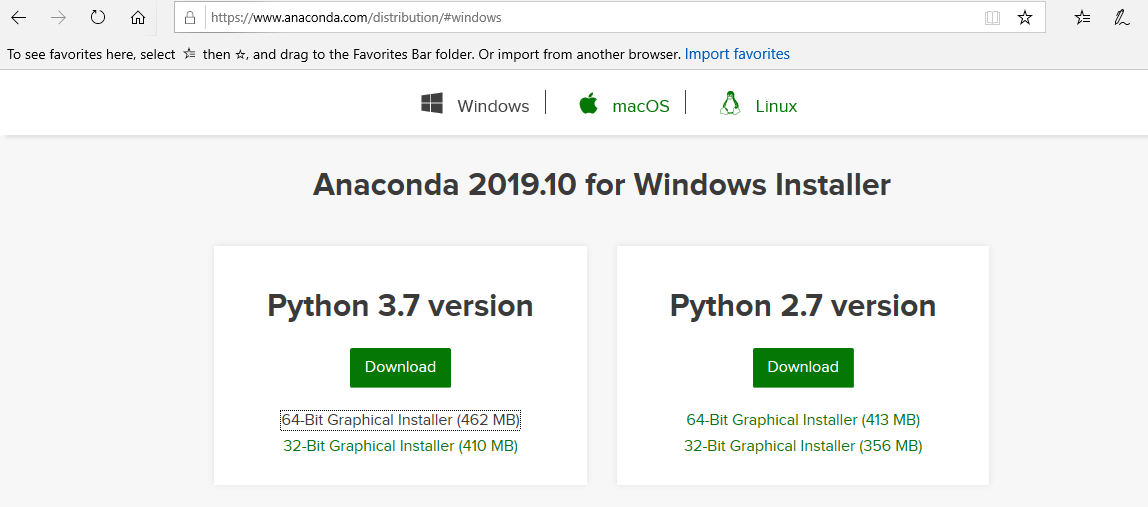 https://www.anaconda.com/distribution/#windows
To see favorites here, select then ☆, and drag to the Favorites Bar folder. Or import from another browser. Import favorites
Windows macOS Linux
Anaconda 2019.10 for Windows Installer
Python 3.7 version
Download
64-Bit Graphical Installer (462 MB)
32-Bit Graphical Installer (410 MB)
Python 2.7 version
Download
64-Bit Graphical Installer (413 MB)
32-Bit Graphical Installer (356 MB)